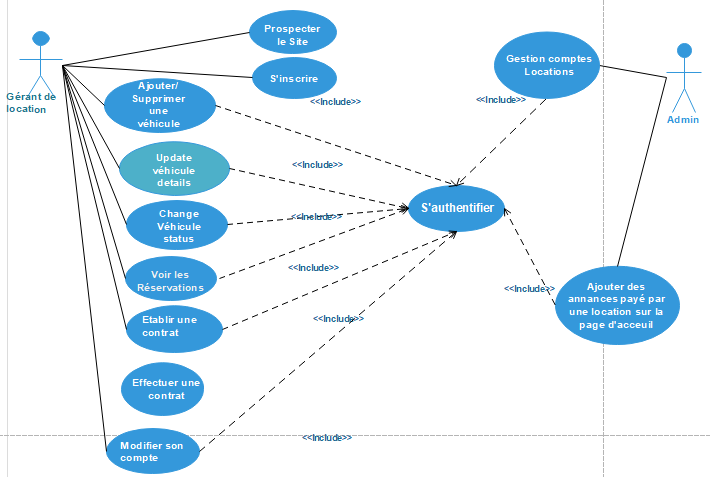 Prospecter
le Site
S'inscrire
Gérant de
location
Ajouter/
Supprimer
une
véhicule
<<Include>>
Gestion comptes
Locations
<<Include>>
Admin
Update
véhicule
details
<<Include>>
S'authentifier
Change
Véhicule
status
<<Include>>
Voir les
Réservations
<<Include>>
<<Include>>
Ajouter des
annances payé par
une location sur la
page d'acceuil
Etablir une
contrat
<<Include>>
Effectuer une
contrat
Modifier son
compte
<<Include>>